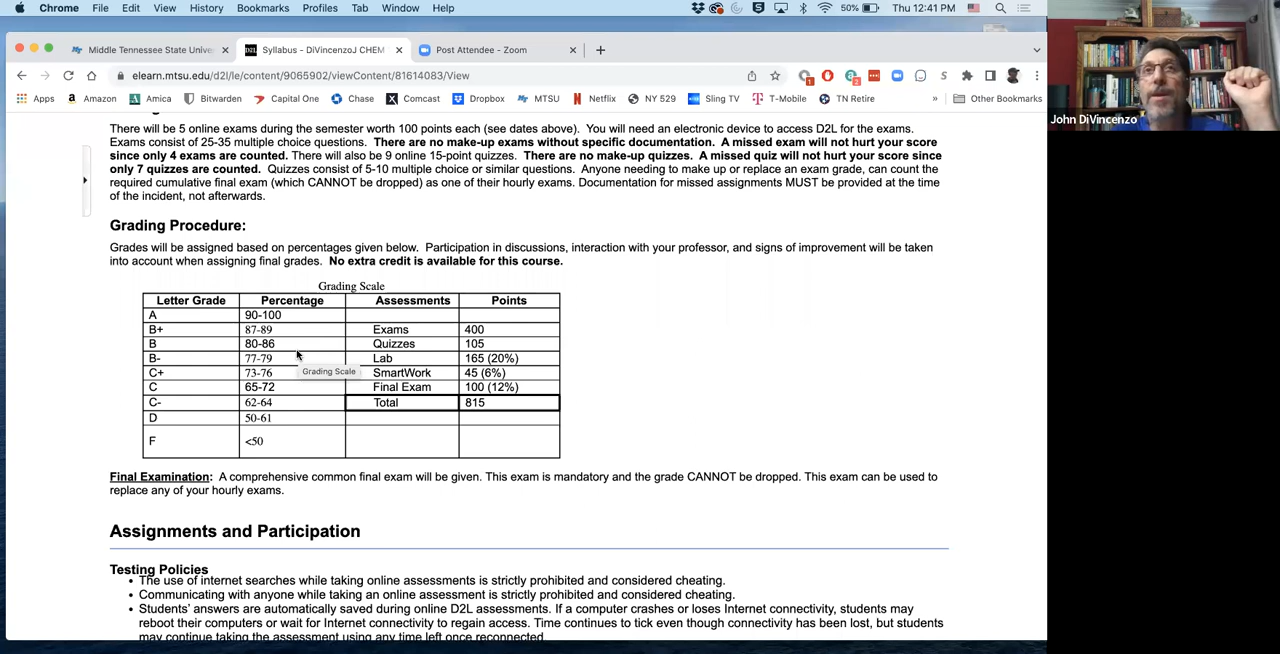 Chrome File Edit View History Bookmarks Profiles Tab Window Help 50% Thu 12:41 PM
Middle Tennessee State Unive Syllabus - DiVincenzoJ CHEM Post Attendee - Zoom
elearn.mtsu.edu/d2l/le/content/9065902/viewContent/81614083/View
Apps Amazon Amica Bitwarden Capital One Chase Comcast Dropbox MTSU Netflix NY 529 Sling TV T-Mobile TN Retire » Other Bookmarks
John DiVincenzo
There will be 5 online exams during the semester worth 100 points each (see dates above). You will need an electronic device to access D2L for the exams.
Exams consist of 25-35 multiple choice questions. There are no make-up exams without specific documentation. A missed exam will not hurt your score
since only 4 exams are counted. There will also be 9 online 15-point quizzes. There are no make-up quizzes. A missed quiz will not hurt your score since
only 7 quizzes are counted. Quizzes consist of 5-10 multiple choice or similar questions. Anyone needing to make up or replace an exam grade, can count the
required cumulative final exam (which CANNOT be dropped) as one of their hourly exams. Documentation for missed assignments MUST be provided at the time
of the incident, not afterwards.
Grading Procedure:
Grades will be assigned based on percentages given below. Participation in discussions, interaction with your professor, and signs of improvement will be taken
into account when assigning final grades. No extra credit is available for this course.
Grading Scale
Letter Grade Percentage Assessments Points
A 90-100
B+ 87-89 Exams 400
B 80-86 Quizzes 105
B- 77-79 Lab 165 (20%)
C+ 73-76 SmartWork 45 (6%)
Grading Scale
C 65-72 Final Exam 100 (12%)
C- 62-64 Total 815
D 50-61
F <50
Final Examination: A comprehensive common final exam will be given. This exam is mandatory and the grade CANNOT be dropped. This exam can be used to
replace any of your hourly exams.
Assignments and Participation
Testing Policies
• The use of internet searches while taking online assessments is strictly prohibited and considered cheating.
• Communicating with anyone while taking an online assessment is strictly prohibited and considered cheating.
• Students' answers are automatically saved during online D2L assessments. If a computer crashes or loses Internet connectivity, students may
reboot their computers or wait for Internet connectivity to regain access. Time continues to tick even though connectivity has been lost, but students
may continue taking the assessment using any time left once reconnected